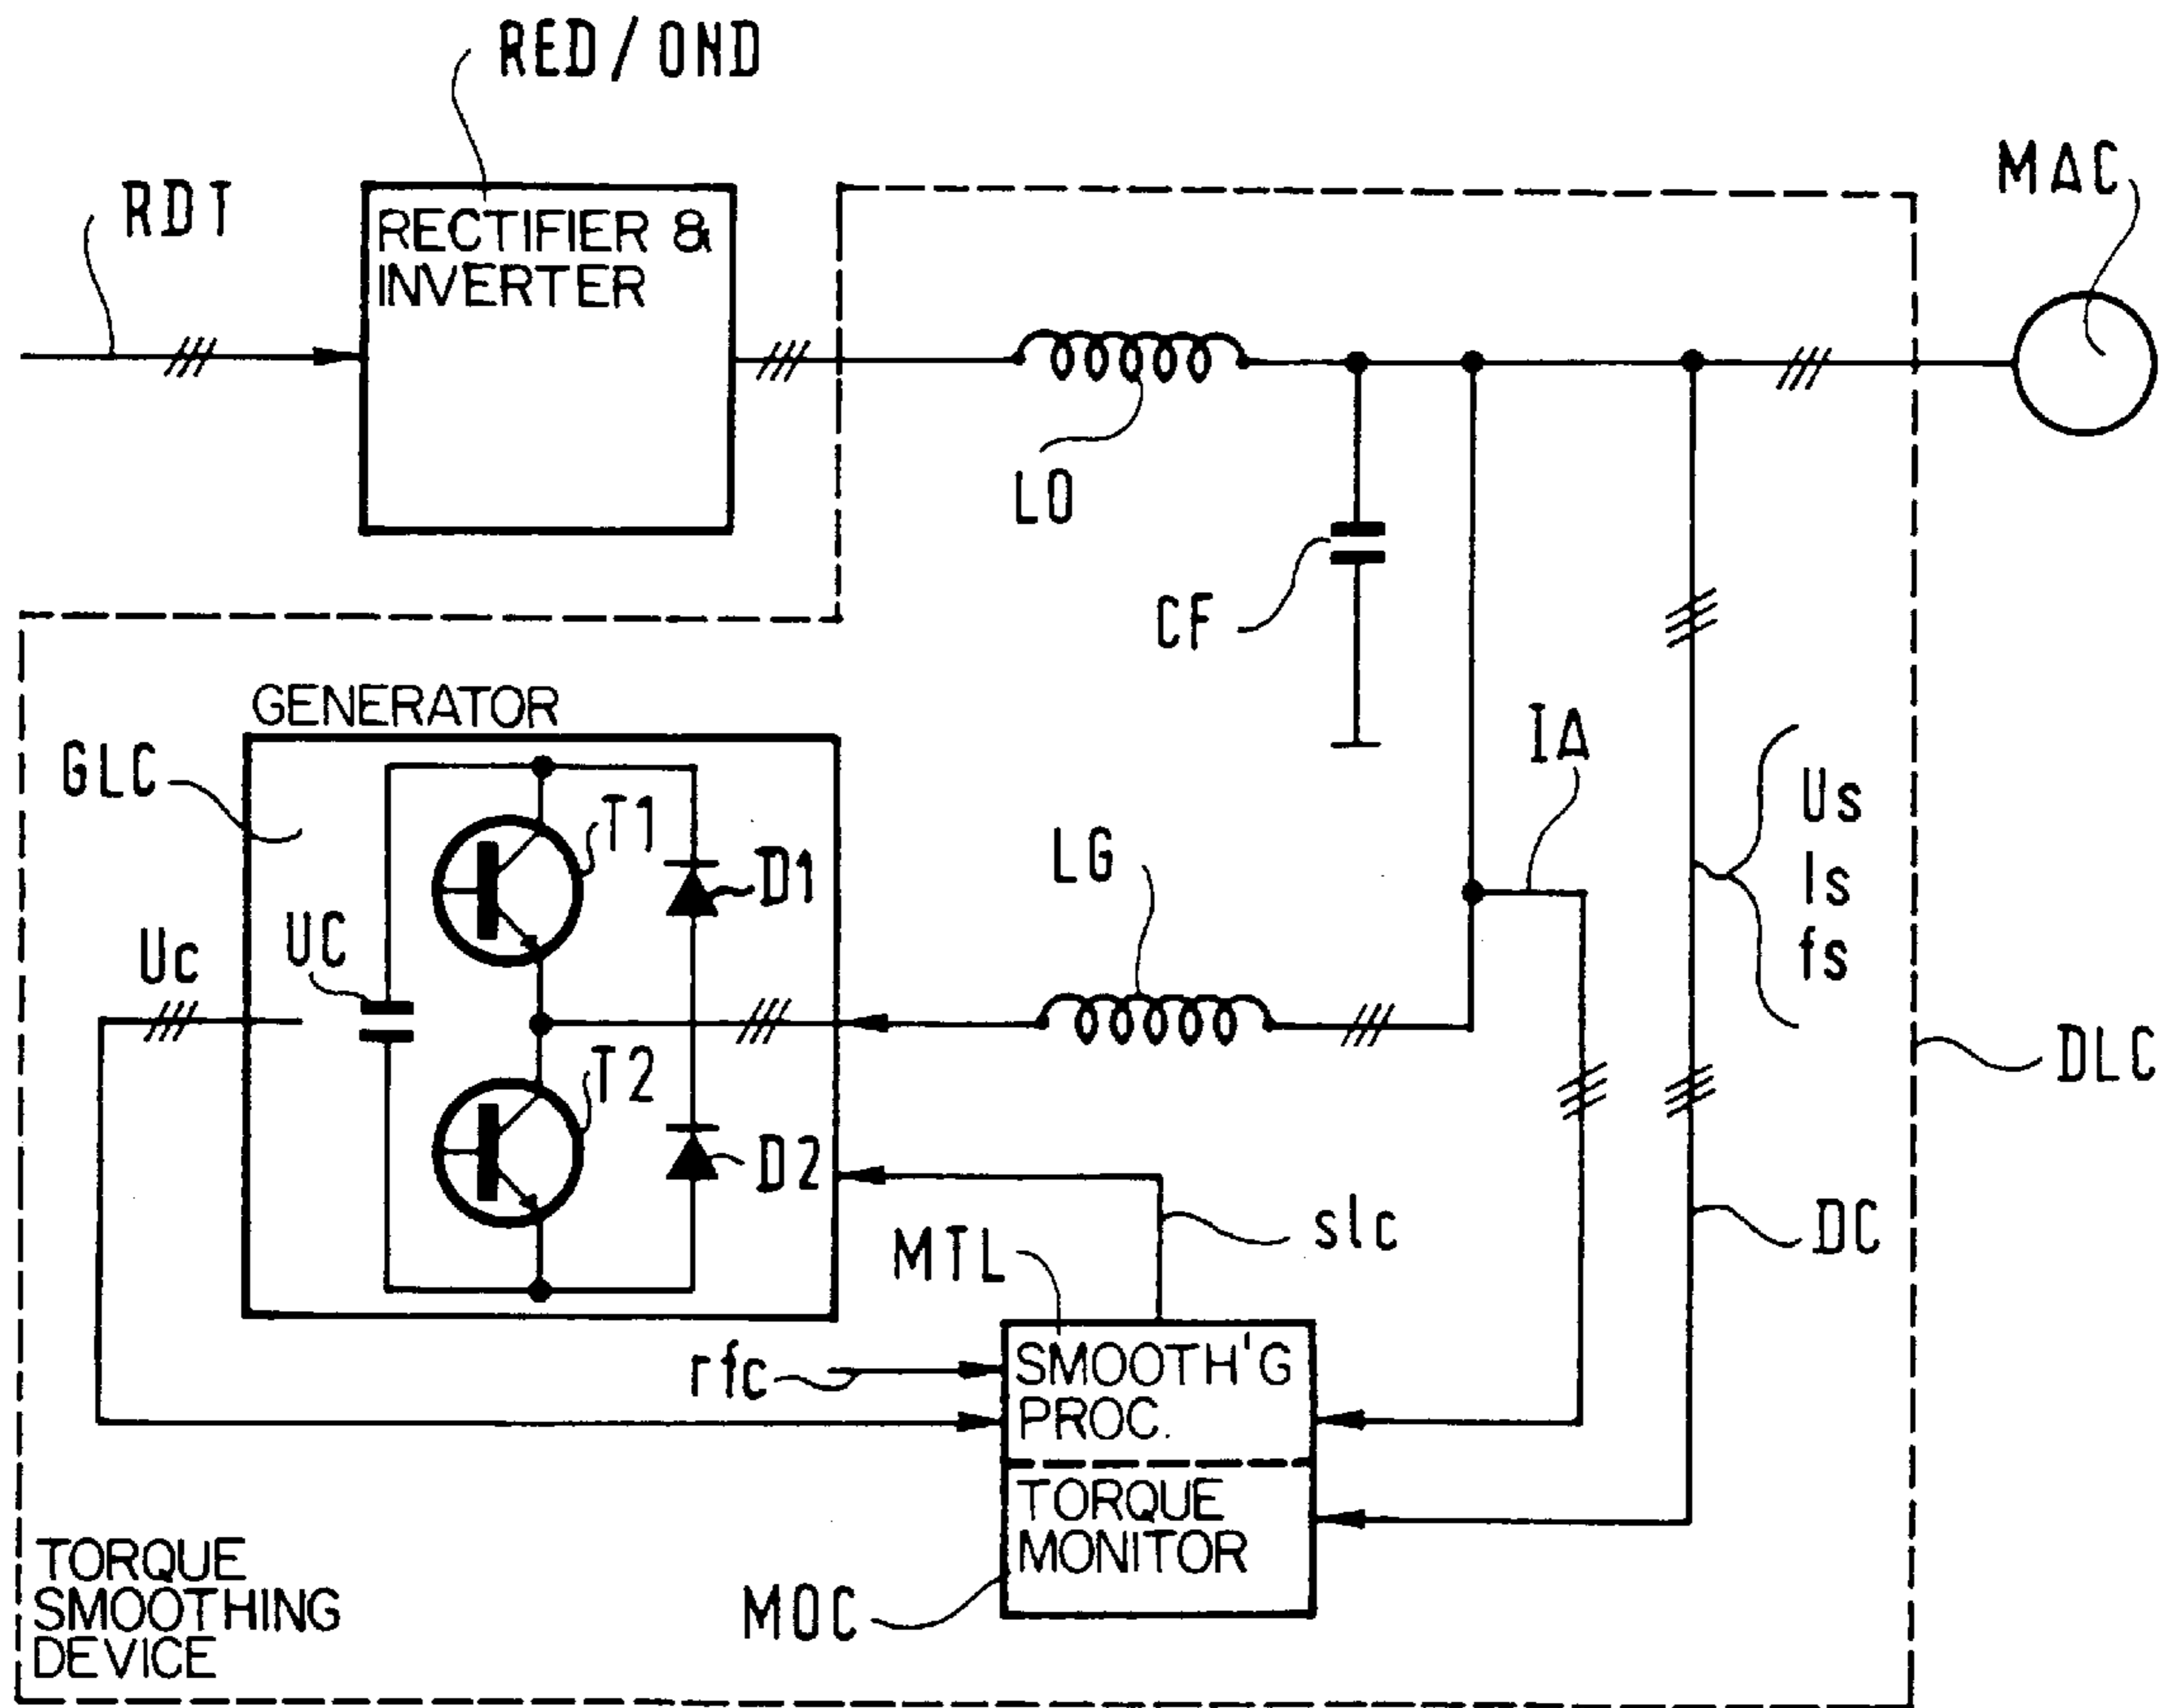 RED/OND
RDT
MAC
RECTIFIER &
INVERTER
LO
CF
GENERATOR
GLC
T1
IA
Us
Is
fs
LG
D1
Uc
UC
DLC
T2
D2
slc
DC
MTL
rfc
SMOOTH'G
PROC.
TORQUE
MONITOR
MOC
TORQUE
SMOOTHING
DEVICE